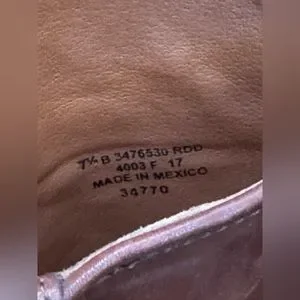 7½ B 3476530 RDD
4003 F 17
MADE IN MEXICO
34770